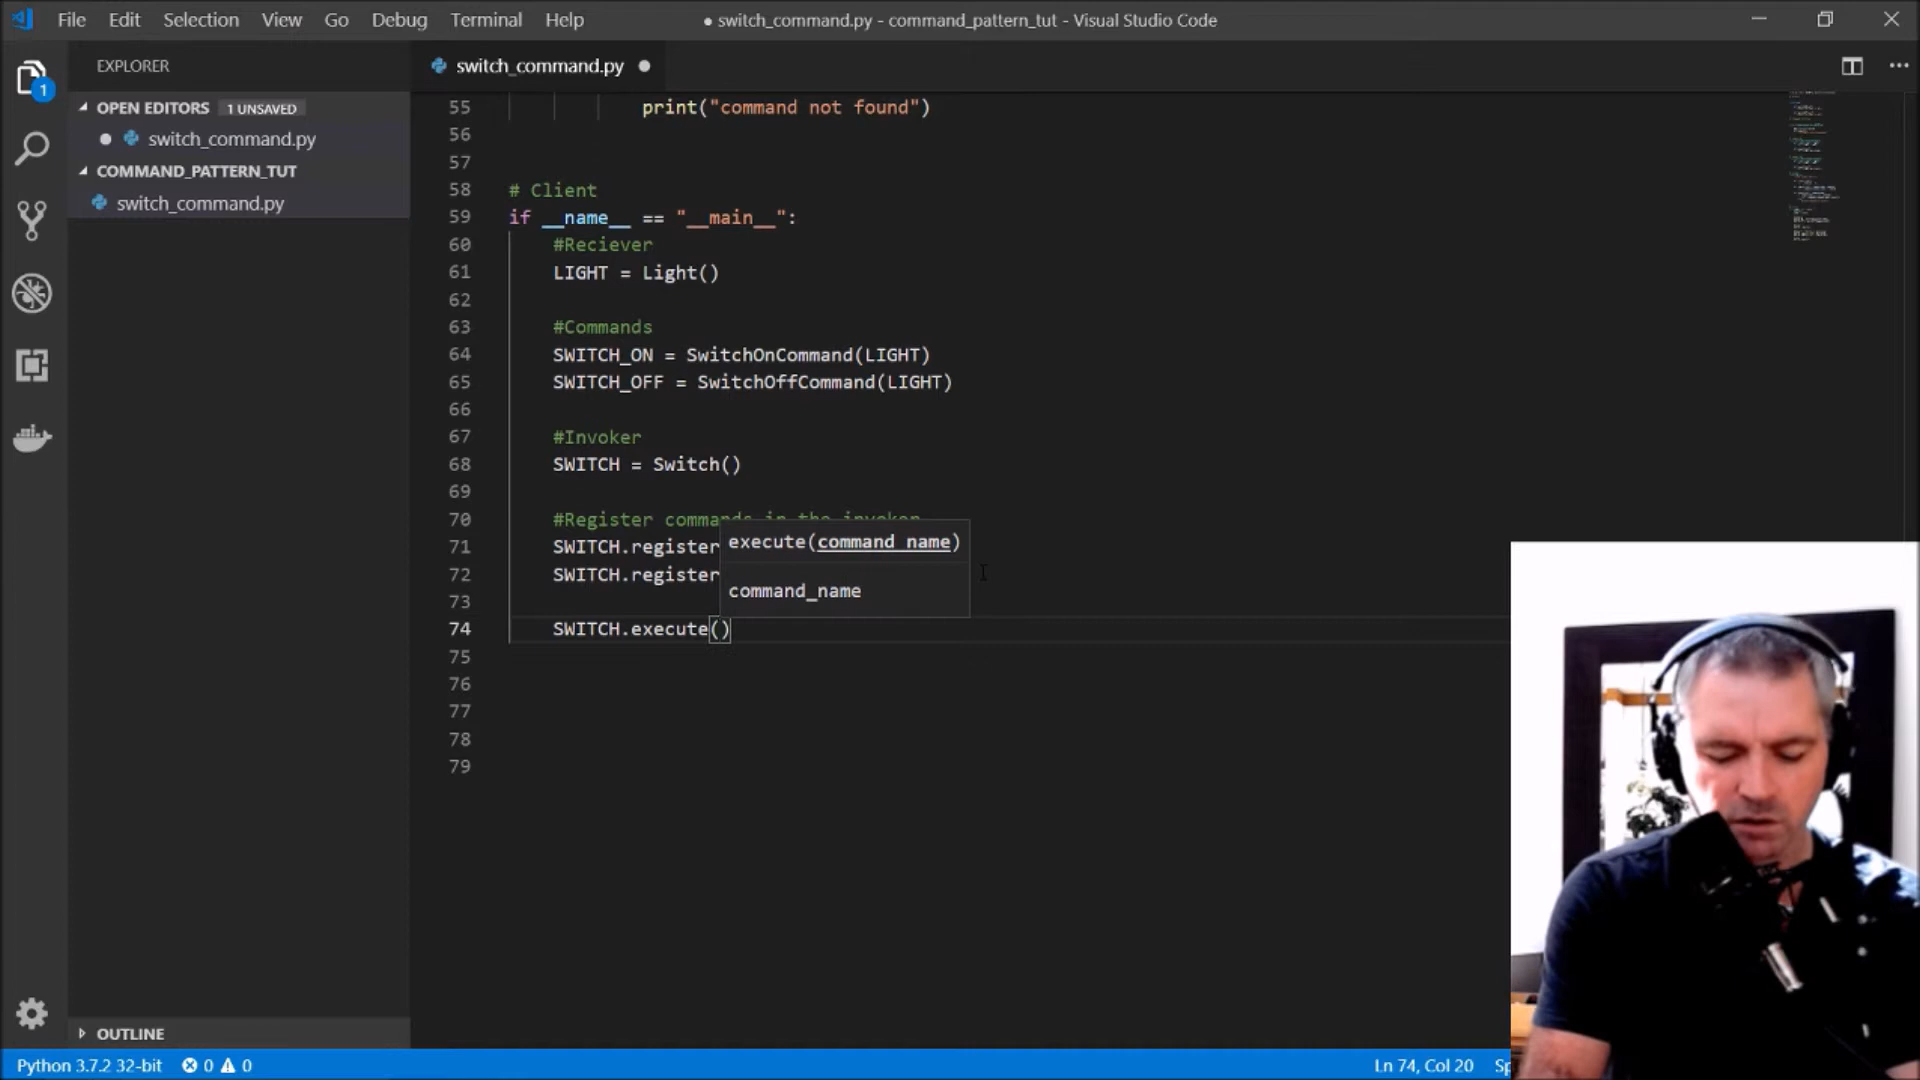 File Edit Selection View Go Debug Terminal Help
● switch_command.py - command_pattern_tut - Visual Studio Code
EXPLORER
OPEN EDITORS 1 UNSAVED
switch_command.py
COMMAND_PATTERN_TUT
switch_command.py
OUTLINE
1
switch_command.py
55 print("command not found")
56
57
58 # Client
59 if __name__ == "__main__":
60 #Reciever
61 LIGHT = Light()
62
63 #Commands
64 SWITCH_ON = SwitchOnCommand(LIGHT)
65 SWITCH_OFF = SwitchOffCommand(LIGHT)
66
67 #Invoker
68 SWITCH = Switch()
69
70 #Register commands in the invoker
71 SWITCH.register
72 SWITCH.register
execute(command_name)
command_name
73
74 SWITCH.execute()
75
76
77
78
79
Python 3.7.2 32-bit 0 0 Ln 74, Col 20 Sp